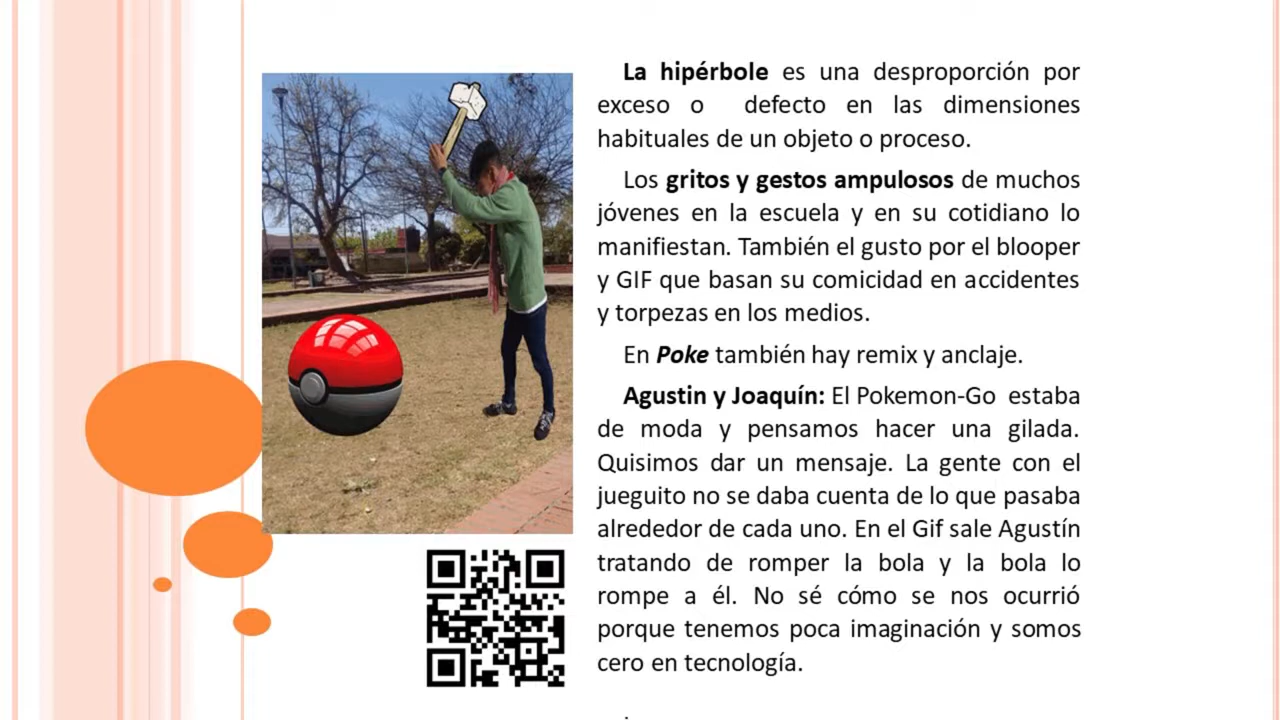 La hipérbole es una desproporción por
exceso o defecto en las dimensiones
habituales de un objeto o proceso.
Los gritos y gestos ampulosos de muchos
jóvenes en la escuela y en su cotidiano lo
manifiestan. También el gusto por el blooper
y GIF que basan su comicidad en accidentes
y torpezas en los medios.
En Poke también hay remix y anclaje.
Agustin y Joaquín: El Pokemon-Go estaba
de moda y pensamos hacer una gilada.
Quisimos dar un mensaje. La gente con el
jueguito no se daba cuenta de lo que pasaba
alrededor de cada uno. En el Gif sale Agustín
tratando de romper la bola y la bola lo
rompe a él. No sé cómo se nos ocurrió
porque tenemos poca imaginación y somos
cero en tecnología.
.